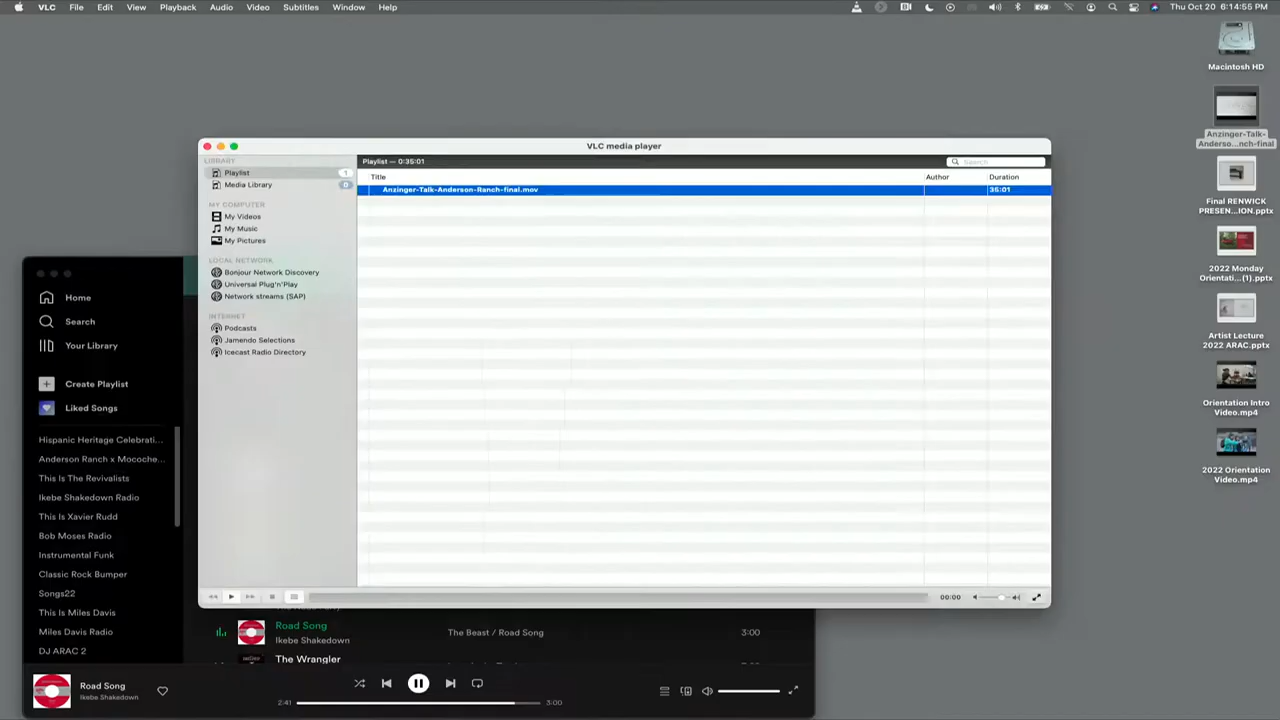 VLC File Edit View Playback Audio Video Subtitles Window Help
Thu Oct 20 6:14:55 PM
Macintosh HD
Anzinger-Talk-
Anderso...nch-final
Final RENWICK
PRESEN...ION.pptx
2022 Monday
Orientati...(1).pptx
Artist Lecture
2022 ARAC.pptx
Orientation Intro
Video.mp4
2022 Orientation
Video.mp4
VLC media player
LIBRARY
Playlist 1
Media Library 0
MY COMPUTER
My Videos
My Music
My Pictures
LOCAL NETWORK
Bonjour Network Discovery
Universal Plug'n'Play
Network streams (SAP)
INTERNET
Podcasts
Jamendo Selections
Icecast Radio Directory
Playlist — 0:35:01
Search
Title Author Duration
Anzinger-Talk-Anderson-Ranch-final.mov 35:01
00:00
Home
Search
Your Library
Create Playlist
Liked Songs
Hispanic Heritage Celebrati...
Anderson Ranch x Mocoche...
This Is The Revivalists
Ikebe Shakedown Radio
This Is Xavier Rudd
Bob Moses Radio
Instrumental Funk
Classic Rock Bumper
Songs22
This Is Miles Davis
Miles Davis Radio
DJ ARAC 2
Road Song
Ikebe Shakedown
The Beast / Road Song
3:00
The Wrangler
Road Song
Ikebe Shakedown
2:41
3:00